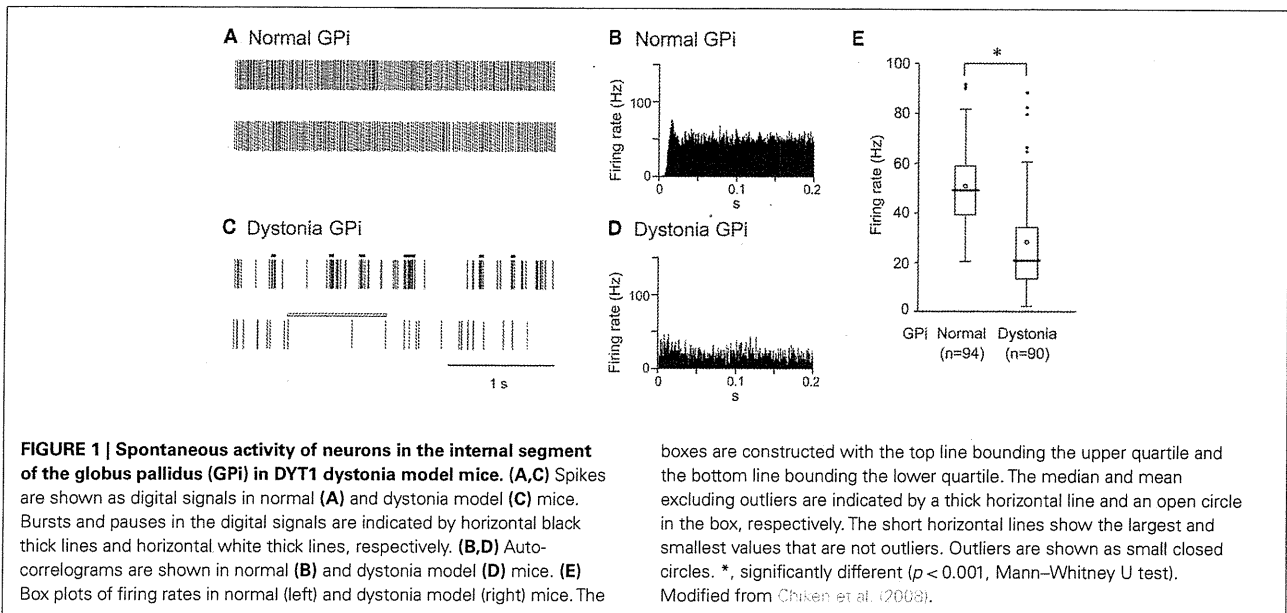 A Normal GPi
B Normal GPi
E
Firing rate (Hz)
100
0
0
0.1
0.2
s
C Dystonia GPi
1 s
D Dystonia GPi
Firing rate (Hz)
100
0
0
0.1
0.2
s
*
Firing rate (Hz)
100
80
60
40
20
0
GPi Normal Dystonia
(n=94) (n=90)
FIGURE 1 | Spontaneous activity of neurons in the internal segment
of the globus pallidus (GPi) in DYT1 dystonia model mice. (A,C) Spikes
are shown as digital signals in normal (A) and dystonia model (C) mice.
Bursts and pauses in the digital signals are indicated by horizontal black
thick lines and horizontal white thick lines, respectively. (B,D) Auto-
correlograms are shown in normal (B) and dystonia model (D) mice. (E)
Box plots of firing rates in normal (left) and dystonia model (right) mice. The
boxes are constructed with the top line bounding the upper quartile and
the bottom line bounding the lower quartile. The median and mean
excluding outliers are indicated by a thick horizontal line and an open circle
in the box, respectively. The short horizontal lines show the largest and
smallest values that are not outliers. Outliers are shown as small closed
circles. *, significantly different (p < 0.001, Mann–Whitney U test).
Modified from Chiken et al. (2008).